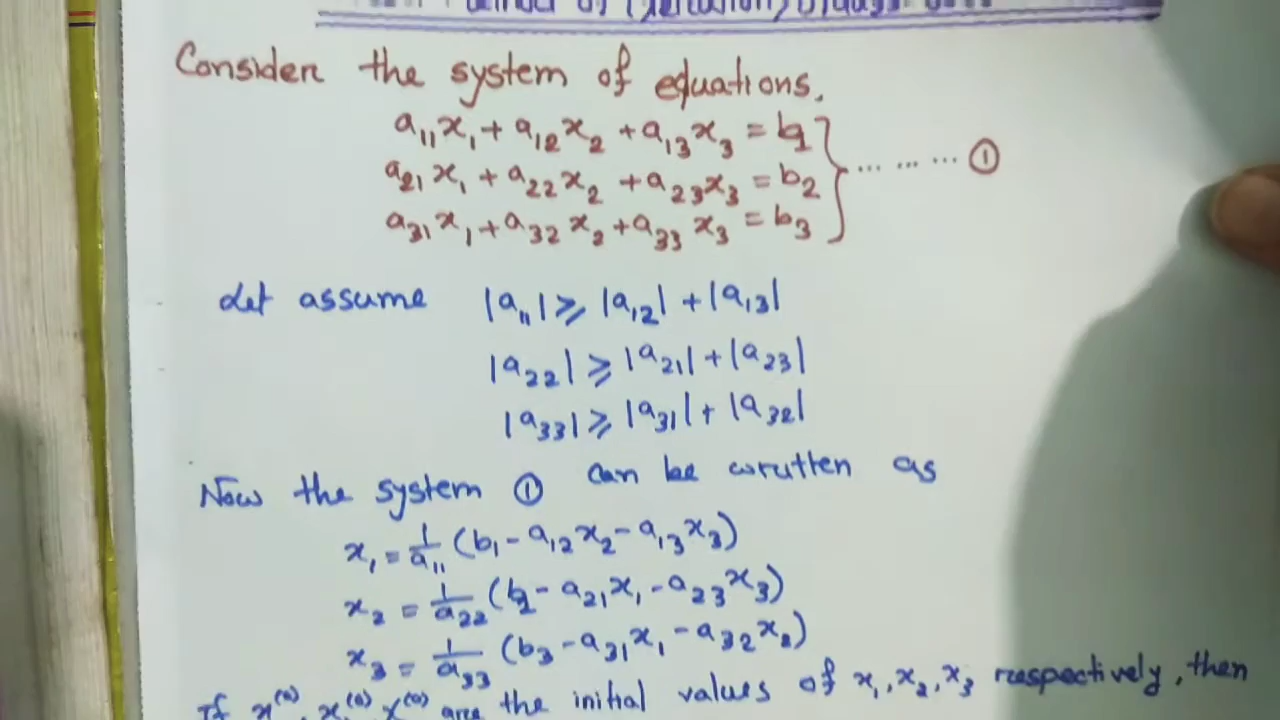 Consider the system of equations,
a₁₁x₁ + a₁₂x₂ + a₁₃x₃ = b₁
a₂₁x₁ + a₂₂x₂ + a₂₃x₃ = b₂ ... ... ... ①
a₃₁x₁ + a₃₂x₂ + a₃₃x₃ = b₃
Let assume |a₁₁| ⩾ |a₁₂| + |a₁₃|
|a₂₂| ⩾ |a₂₁| + |a₂₃|
|a₃₃| ⩾ |a₃₁| + |a₃₂|
Now the system ① can be written as
x₁ = 1/a₁₁ (b₁ - a₁₂x₂ - a₁₃x₃)
x₂ = 1/a₂₂ (b₂ - a₂₁x₁ - a₂₃x₃)
x₃ = 1/a₃₃ (b₃ - a₃₁x₁ - a₃₂x₂)
If are the initial values of x₁, x₂, x₃ respectively, then